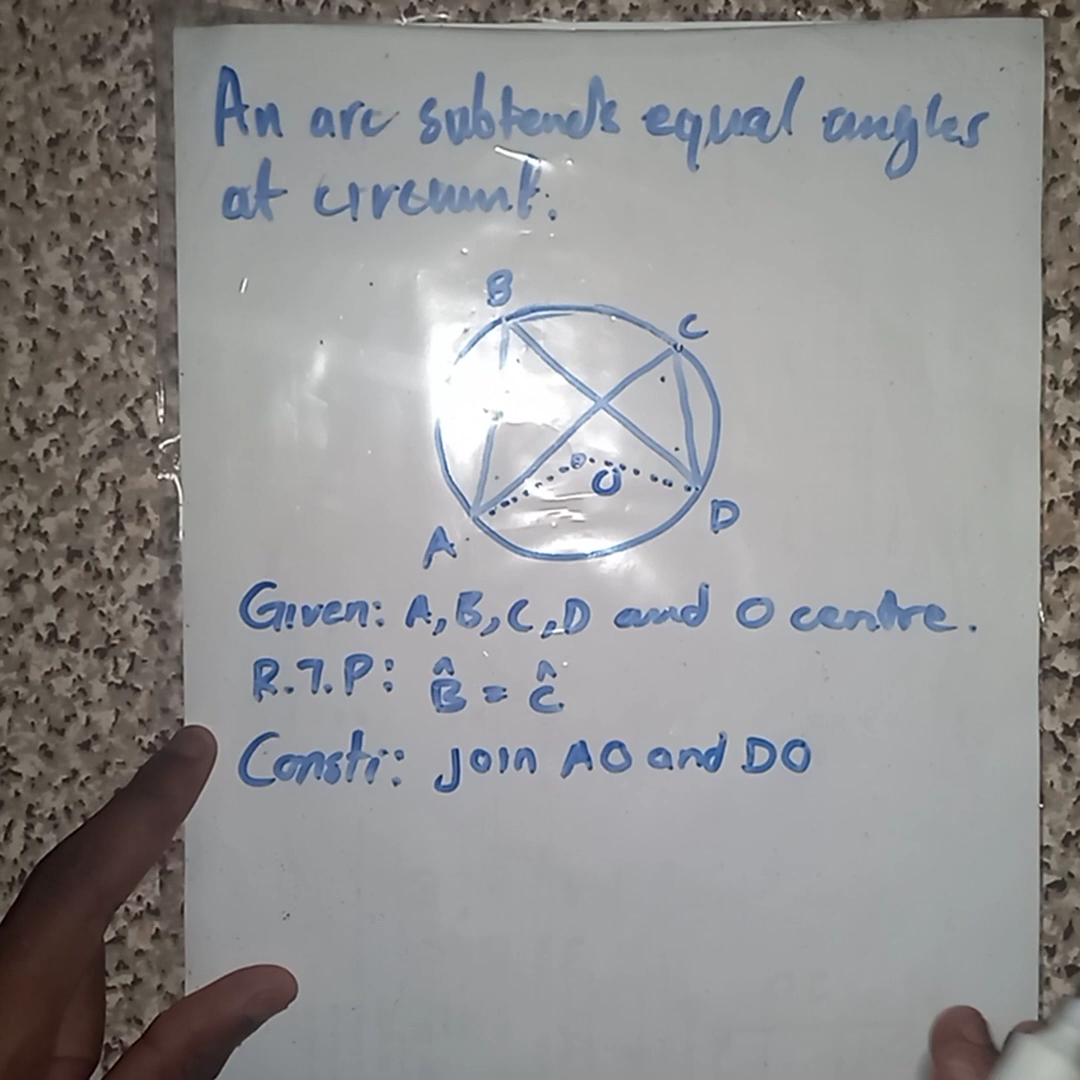 An arc subtends equal angles
at circumf.
B
C
O
D
A
Given: A, B, C, D and O centre.
R.T.P: B̂ = Ĉ
Constr: Join AO and DO